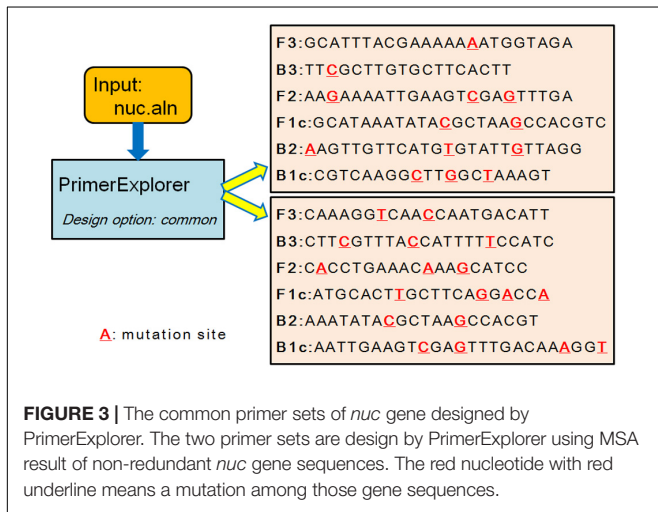 Input:
nuc.aln
PrimerExplorer
Design option: common
A: mutation site
F3:GCATTTACGAAAAAAATGGTAGA
B3:TTCGCTTGTGCTTCACTT
F2:AAGAAAATTGAAGTCGAGTTTGA
F1c:GCATAAATATACGCTAAGCCACGTC
B2:AAGTTGTTCATGTGTATTGTTAGG
B1c:CGTCAAGGCTTGGCTAAAGT
F3:CAAAGGTCAACCAATGACATT
B3:CTTCGTTTACCATTTTTCCATC
F2:CACCTGAAACAAAGCATCC
F1c:ATGCACTTGCTTCAGGACCA
B2:AAATATACGCTAAGCCACGT
B1c:AATTGAAGTCGAGTTTGACAAAGGT
FIGURE 3 | The common primer sets of nuc gene designed by
PrimerExplorer. The two primer sets are design by PrimerExplorer using MSA
result of non-redundant nuc gene sequences. The red nucleotide with red
underline means a mutation among those gene sequences.